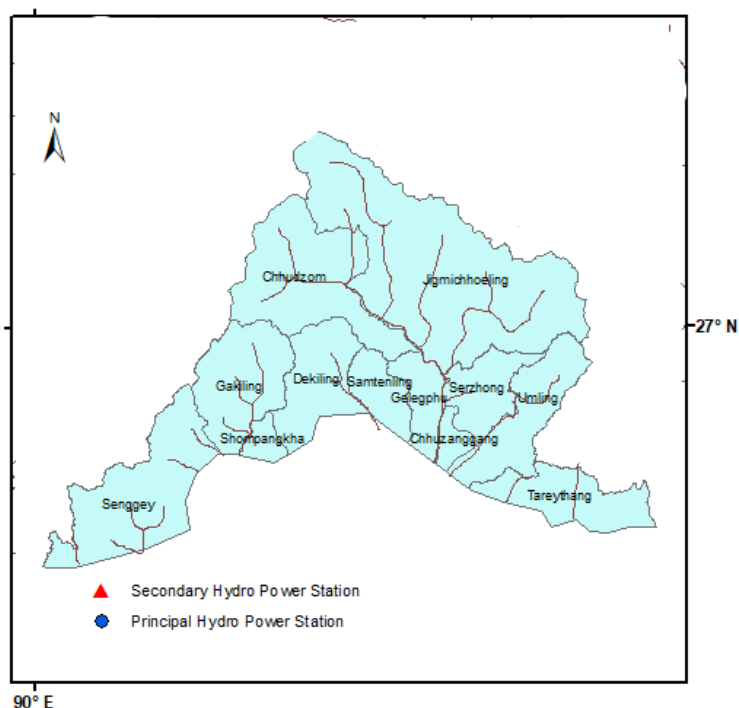 N
Chhudzom
Jigmichhoeling
27° N
Gakiling
Dekiling
Samtenling
Gelegphu
Serzhong
Umling
Shompangkha
Chhuzanggang
Senggey
Tareythang
Secondary Hydro Power Station
Principal Hydro Power Station
90° E